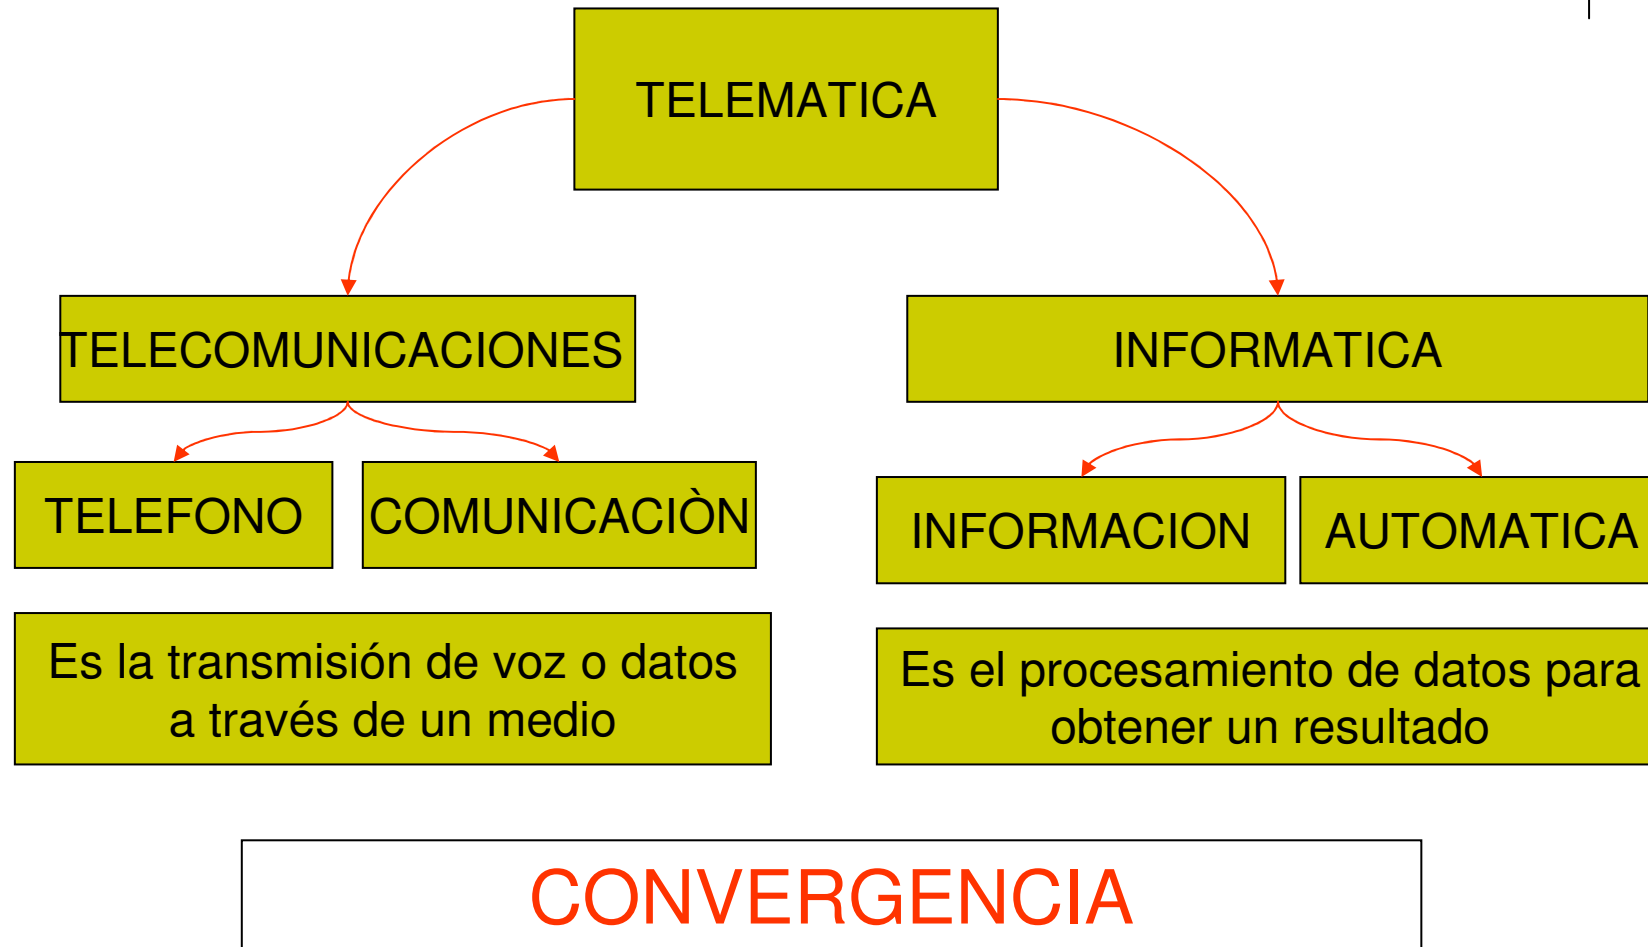 TELEMATICA
TELECOMUNICACIONES
INFORMATICA
TELEFONO
COMUNICACIÒN
INFORMACION
AUTOMATICA
Es la transmisión de voz o datos
a través de un medio
Es el procesamiento de datos para
obtener un resultado
CONVERGENCIA